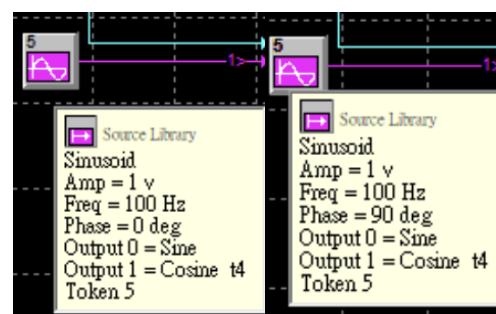 5
1>
Source Library
Sinusoid
Amp = 1 v
Freq = 100 Hz
Phase = 0 deg
Output 0 = Sine
Output 1 = Cosine t4
Token 5
5
1>
Source Library
Sinusoid
Amp = 1 v
Freq = 100 Hz
Phase = 90 deg
Output 0 = Sine
Output 1 = Cosine t4
Token 5